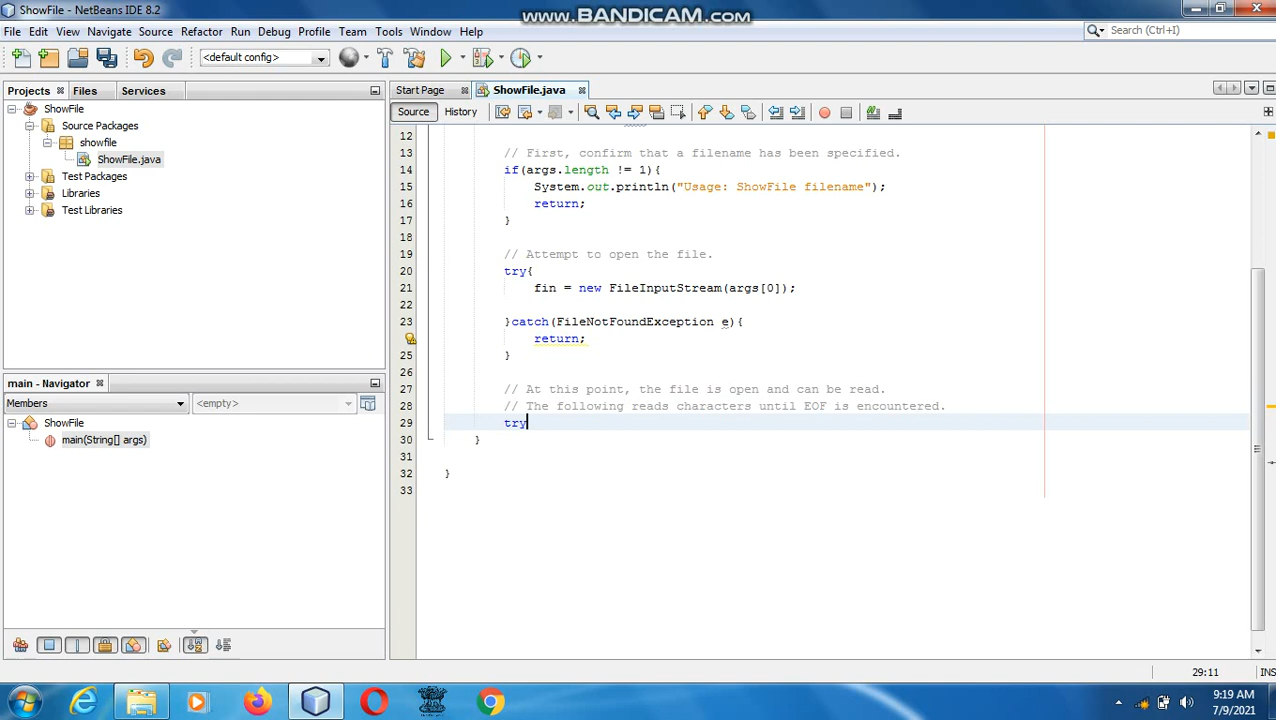 ShowFile - NetBeans IDE 8.2
www.BANDICAM.com
File Edit View Navigate Source Refactor Run Debug Profile Team Tools Window Help
Search (Ctrl+I)
<default config>
Projects Files Services
Start Page ShowFile.java
ShowFile
Source Packages
showfile
ShowFile.java
Test Packages
Libraries
Test Libraries
Source History
12
13 // First, confirm that a filename has been specified.
14 if(args.length != 1){
15 System.out.println("Usage: ShowFile filename");
16 return;
17 }
18
19 // Attempt to open the file.
20 try{
21 fin = new FileInputStream(args[0]);
22
23 }catch(FileNotFoundException e){
return;
25 }
26
27 // At this point, the file is open and can be read.
28 // The following reads characters until EOF is encountered.
29 try
30 }
31
32 }
33
main - Navigator
Members <empty>
ShowFile
main(String[] args)
29:11
9:19 AM
7/9/2021